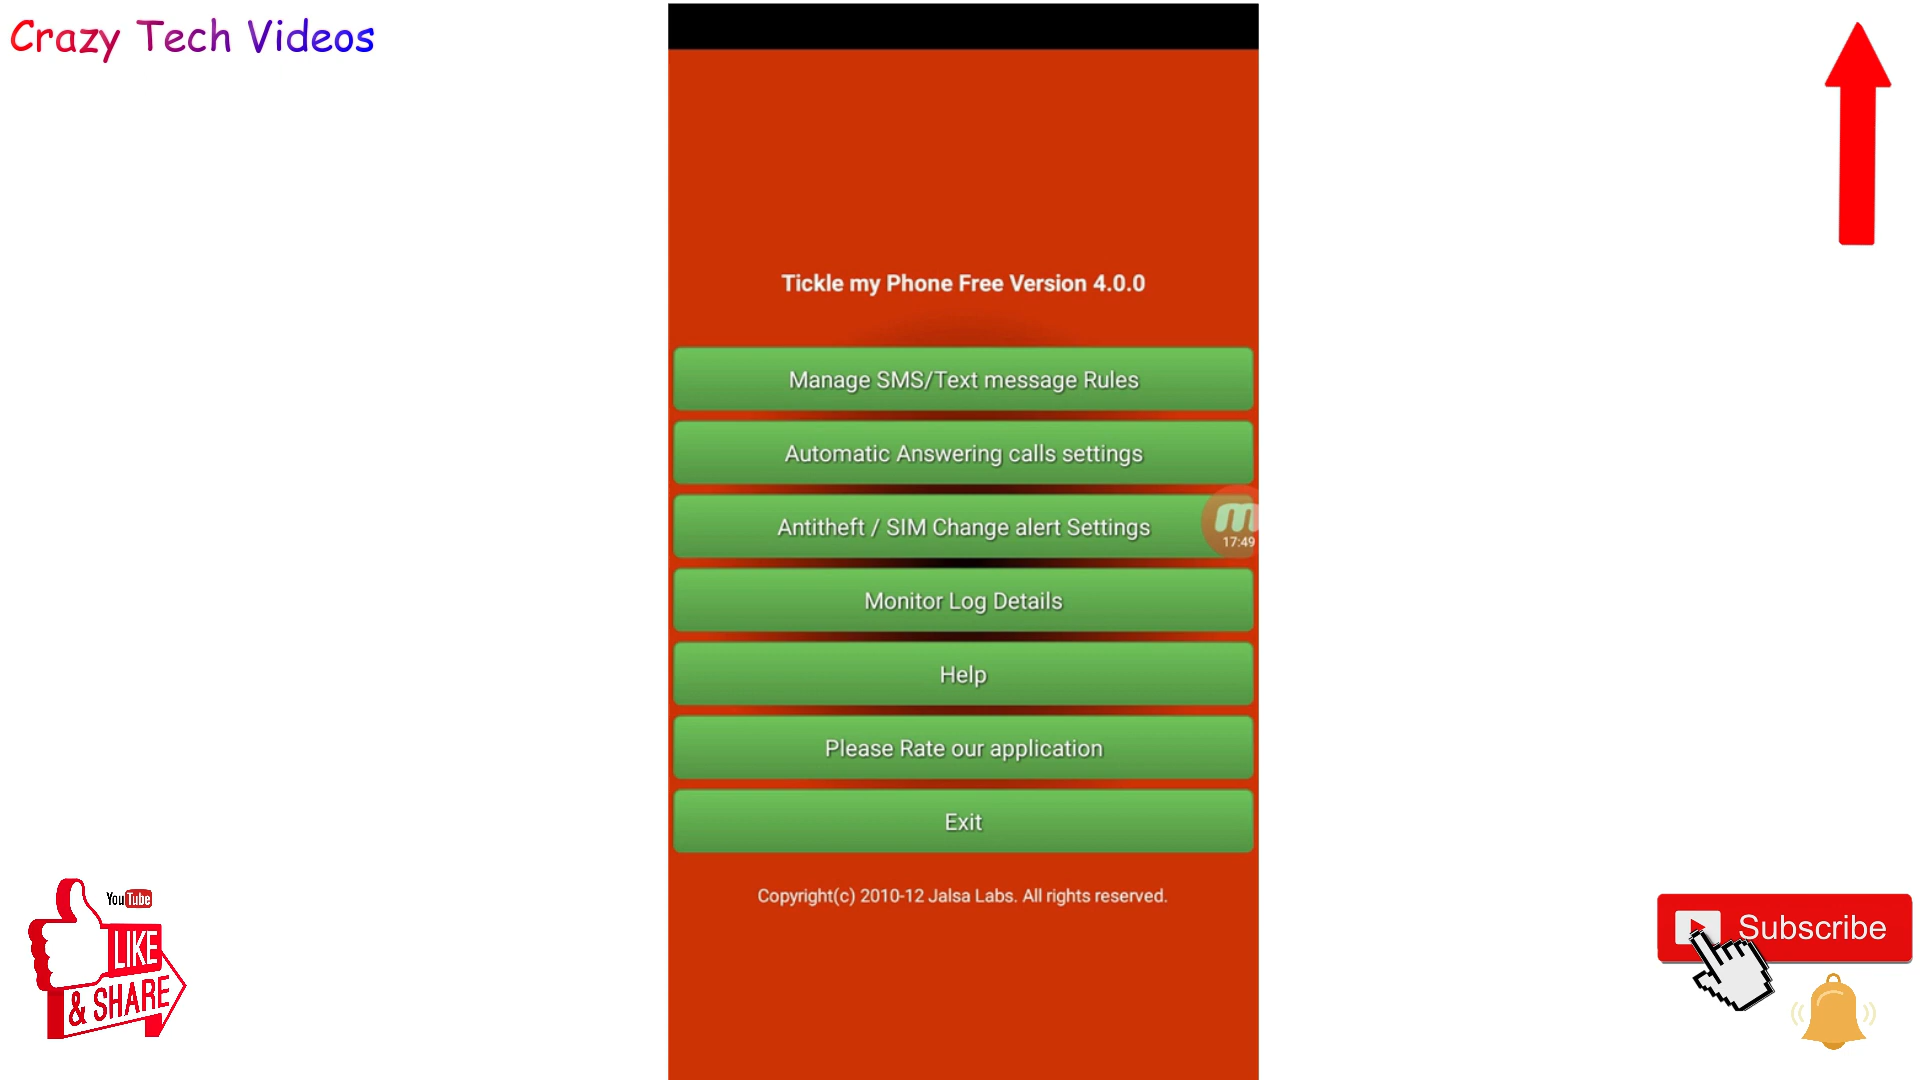 Crazy Tech Videos
Tickle my Phone Free Version 4.0.0
Manage SMS/Text message Rules
Automatic Answering calls settings
Antitheft / SIM Change alert Settings
m
17:49
Monitor Log Details
Help
Please Rate our application
Exit
Copyright(c) 2010-12 Jalsa Labs. All rights reserved.
YouTube
LIKE
& SHARE
Subscribe